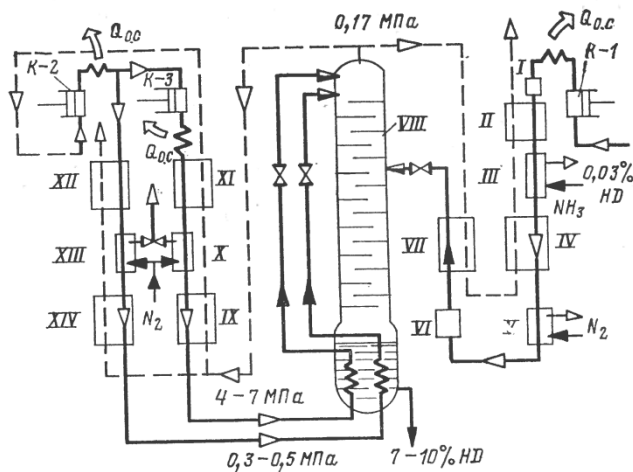 0,17 МПа
Q₀.c
Q₀.c
К-2
К-3
К-1
I
VIII
II
Q₀.c
III
0,03%
HD
NH₃
XII
XI
XIII
X
VII
IV
N₂
XIV
IX
VI
V
N₂
4-7 МПа
0,3-0,5 МПа
7-10% HD